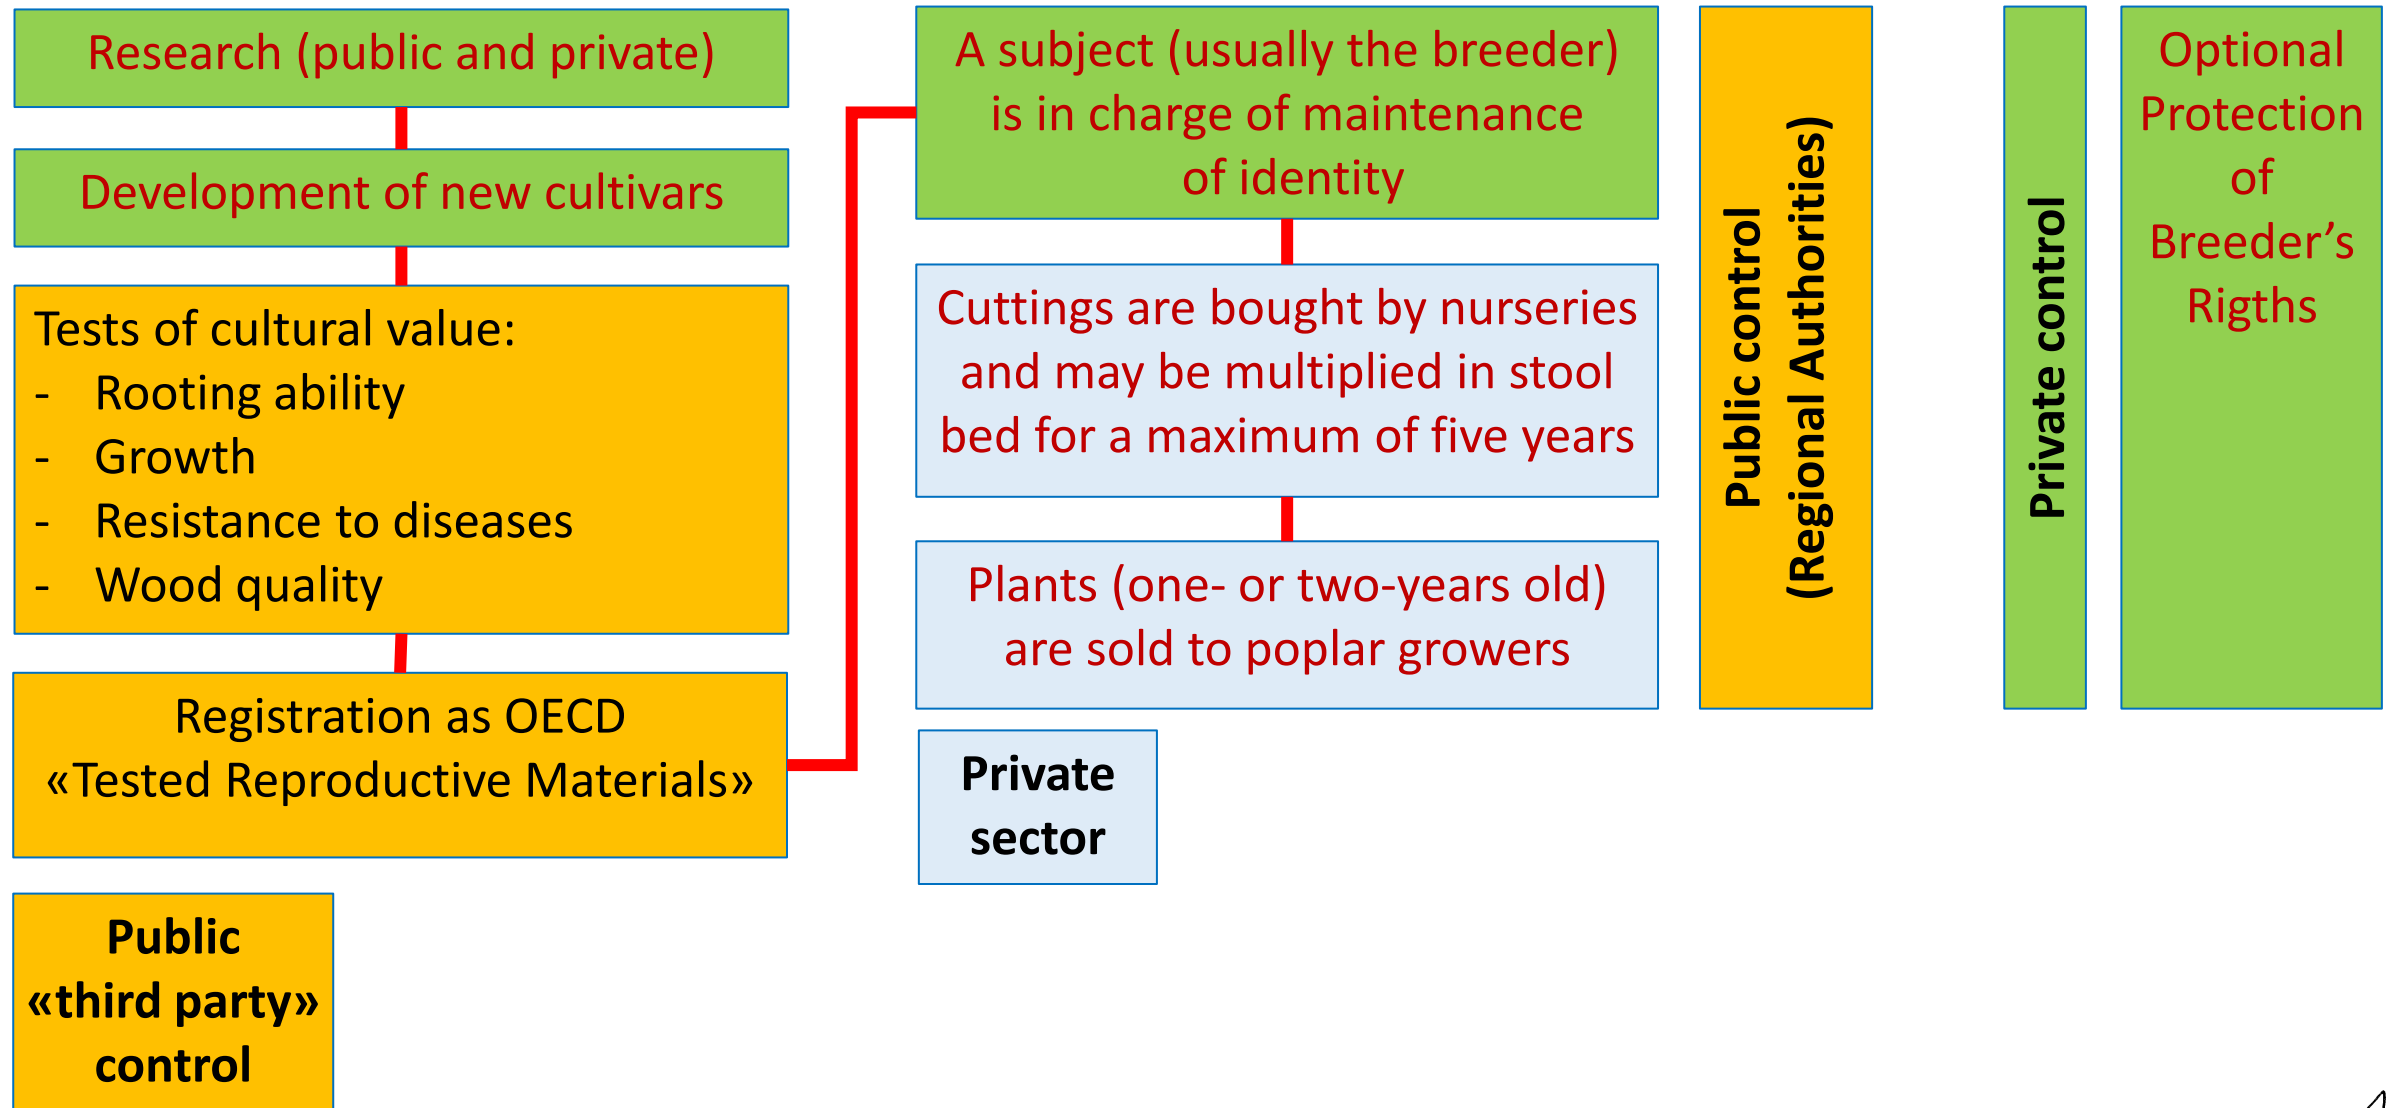 Research (public and private)
Development of new cultivars
Tests of cultural value:
- Rooting ability
- Growth
- Resistance to diseases
- Wood quality
Registration as OECD
«Tested Reproductive Materials»
Public
«third party»
control
A subject (usually the breeder)
is in charge of maintenance
of identity
Cuttings are bought by nurseries
and may be multiplied in stool
bed for a maximum of five years
Plants (one- or two-years old)
are sold to poplar growers
Private
sector
Public control
(Regional Authorities)
Private control
Optional
Protection
of
Breeder’s
Rigths